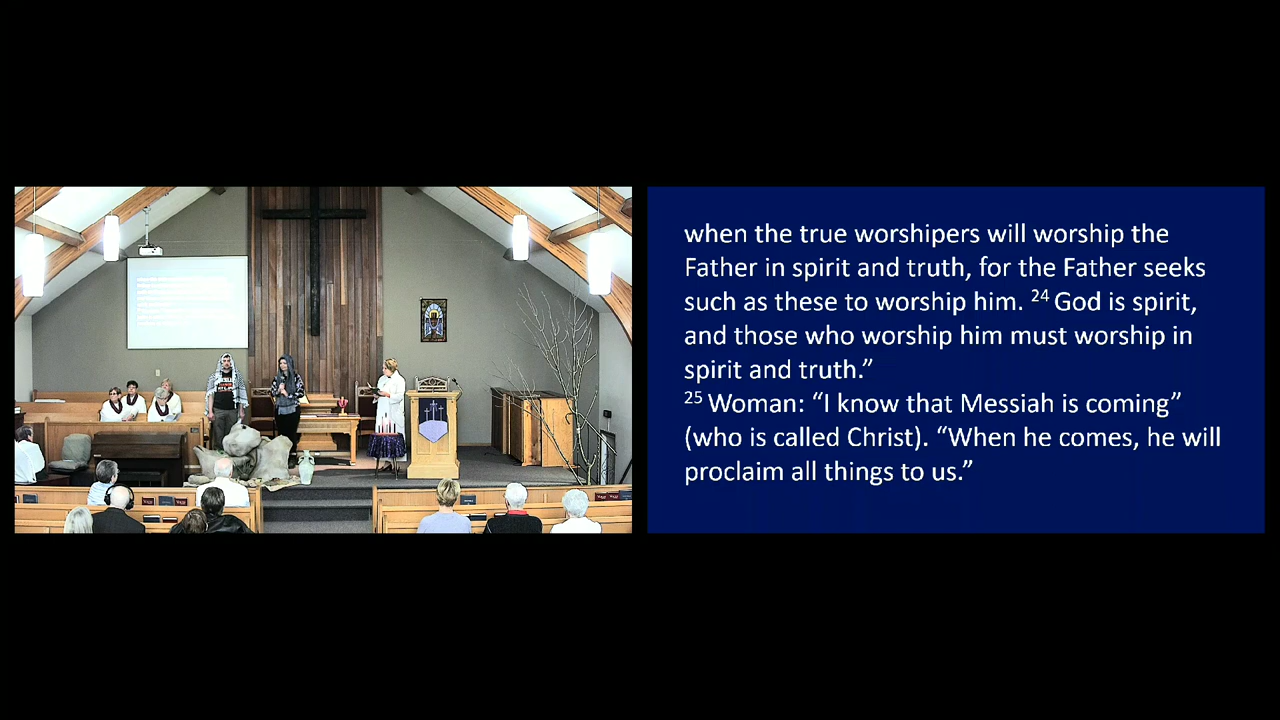 when the true worshipers will worship the
Father in spirit and truth, for the Father seeks
such as these to worship him. 24 God is spirit,
and those who worship him must worship in
spirit and truth.”
25 Woman: “I know that Messiah is coming”
(who is called Christ). “When he comes, he will
proclaim all things to us.”